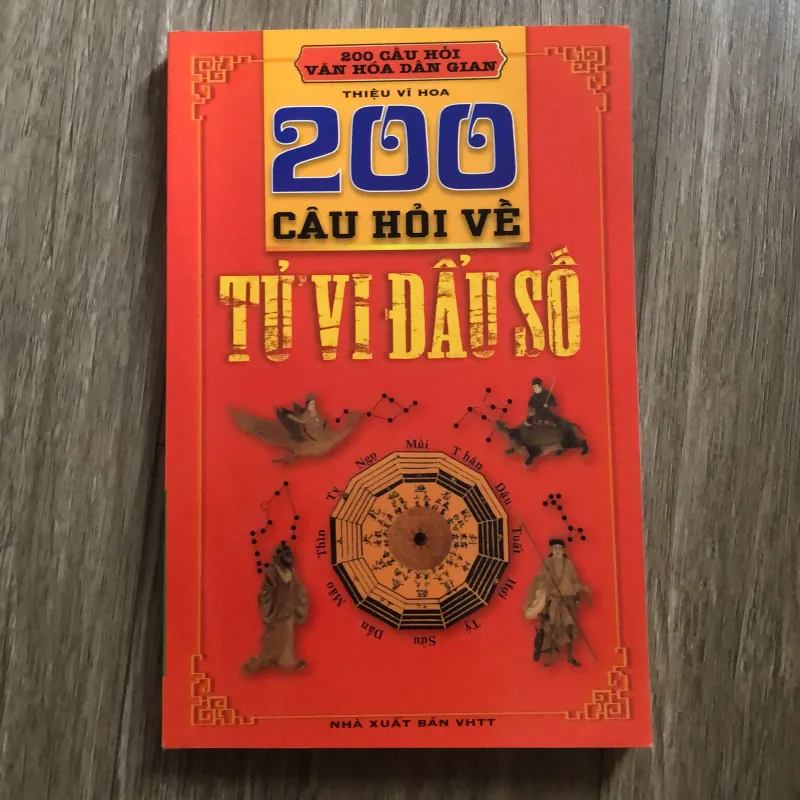 200 CÂU HỎI
VĂN HÓA DÂN GIAN
THIỆU VĨ HOA
200
CÂU HỎI VỀ
TỬ VI ĐẨU SỐ
Mùi
Thân
Dậu
Tuất
Hợi
Tý
Sửu
Dần
Mão
Thìn
Tỵ
Ngọ
NHÀ XUẤT BẢN VHTT